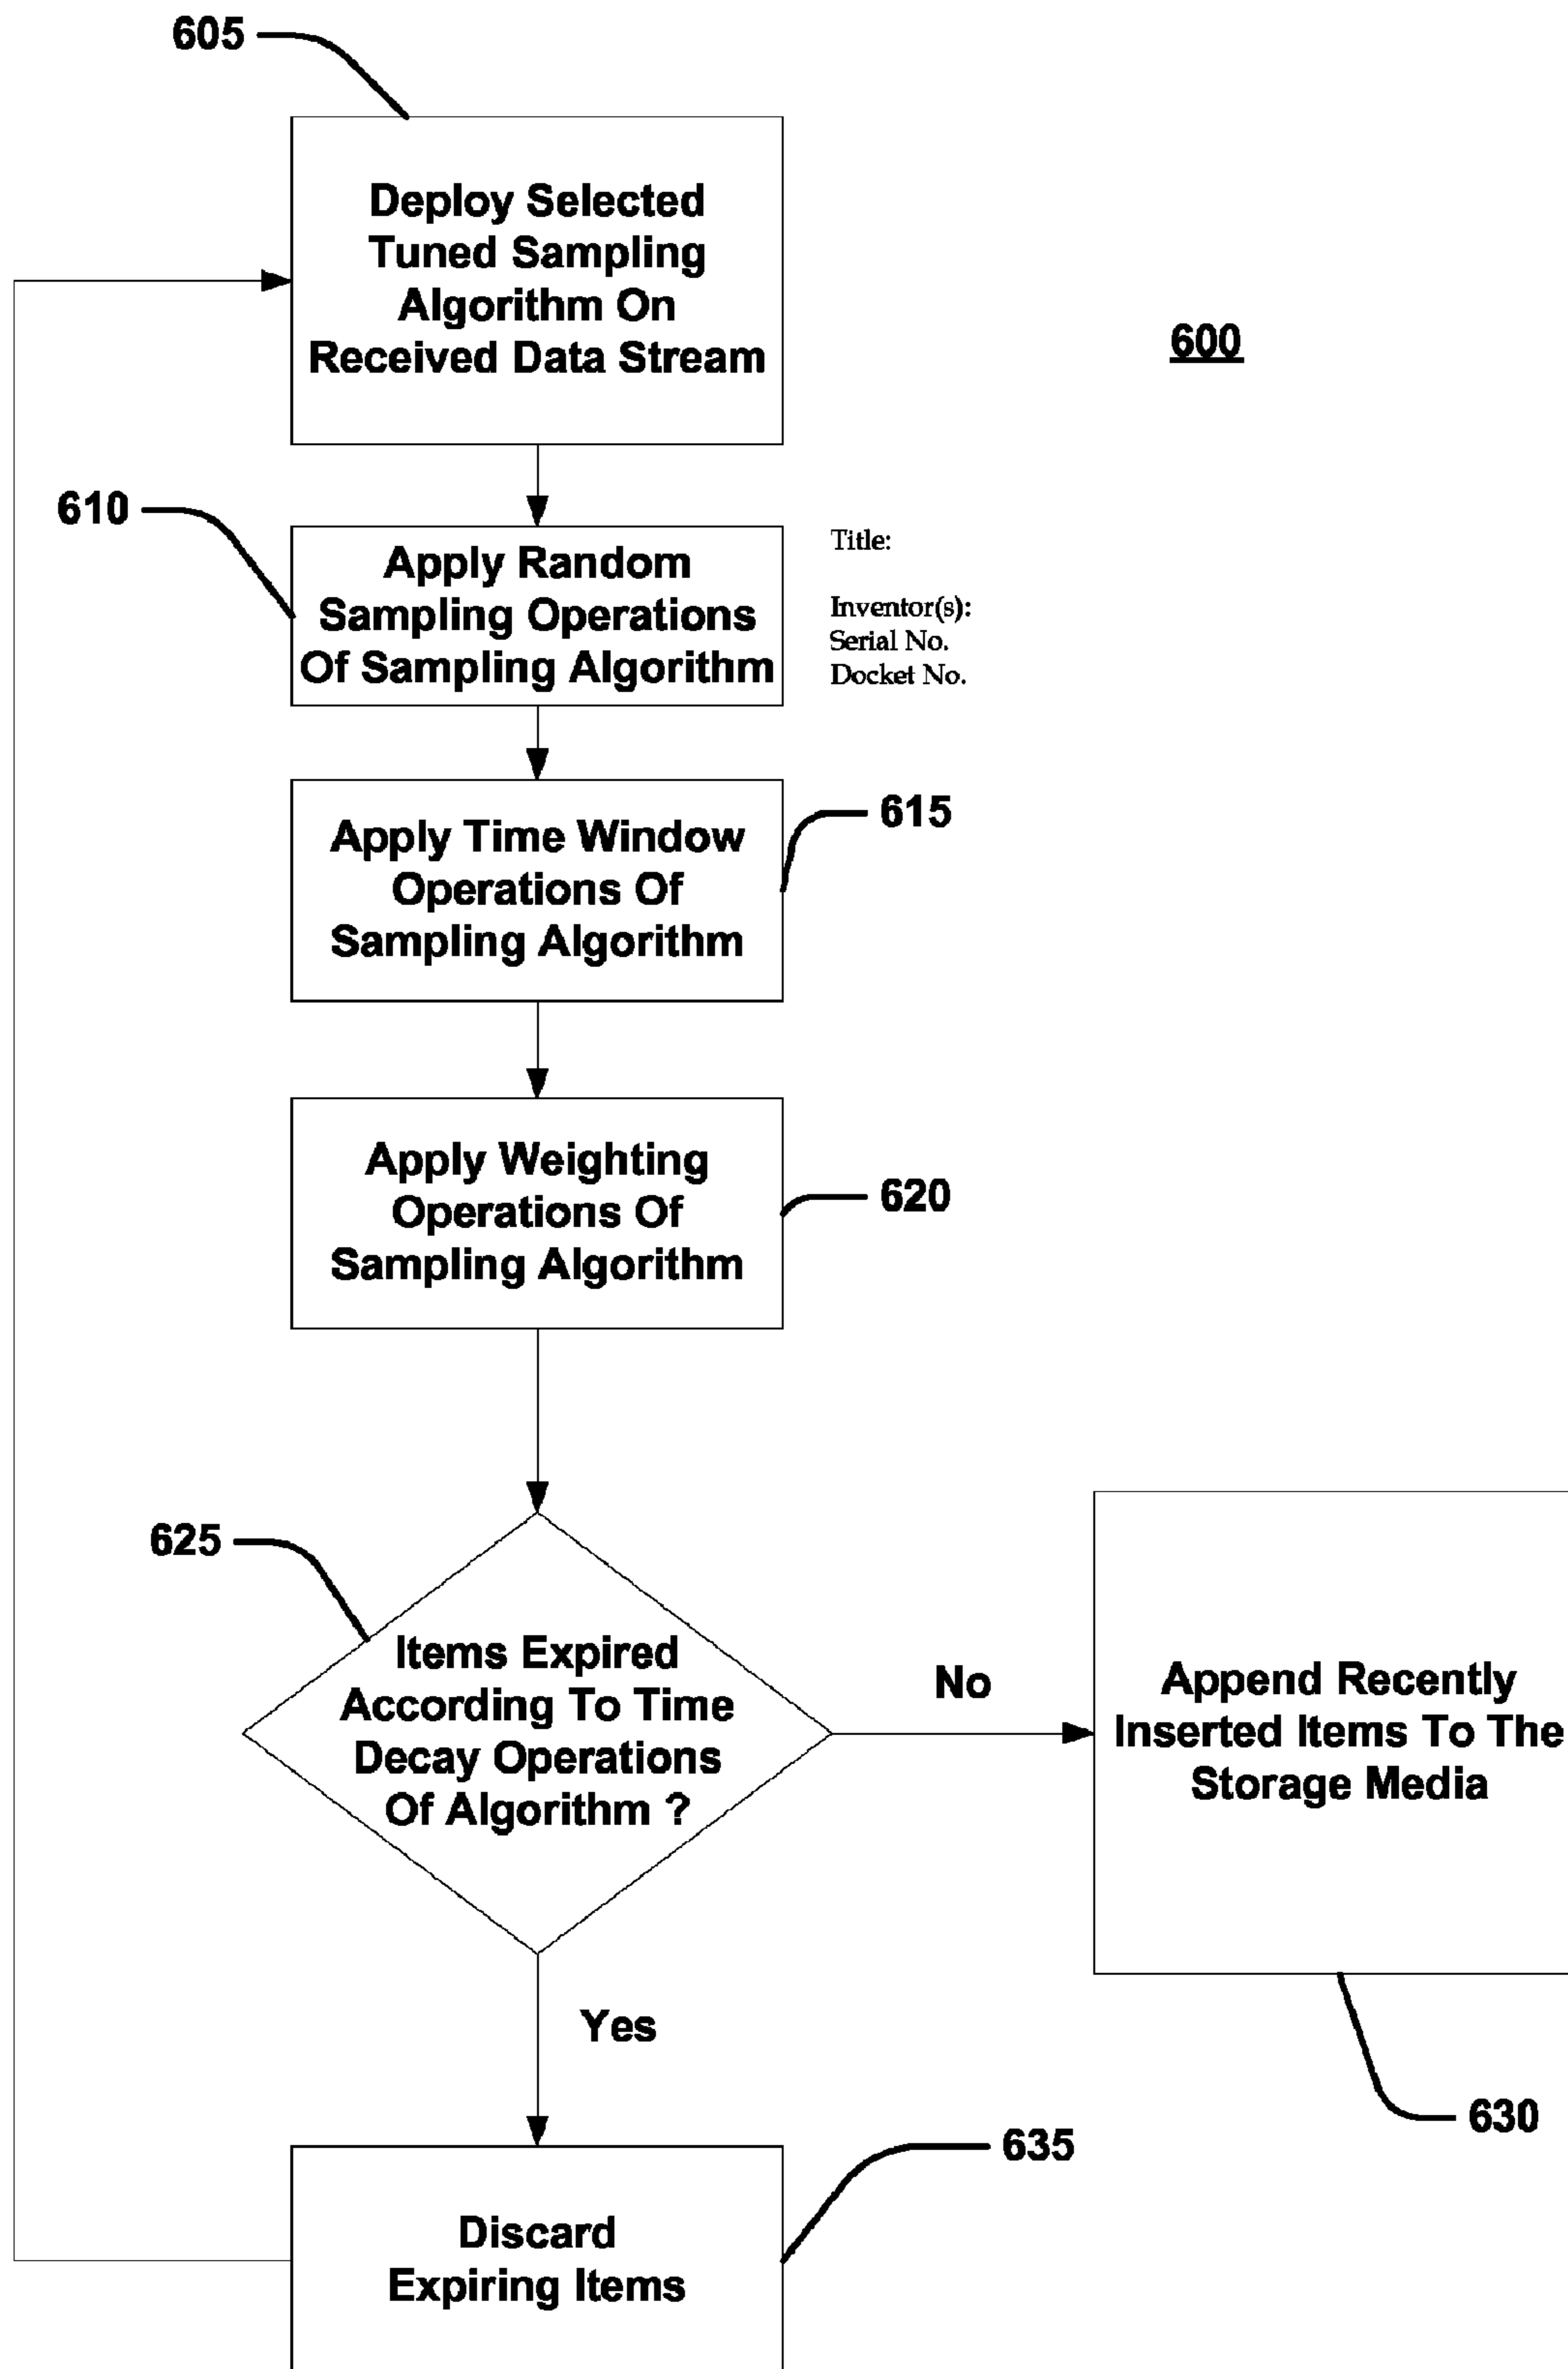 605
Deploy Selected
Tuned Sampling
Algorithm On
Received Data Stream
600
610
Apply Random
Sampling Operations
Of Sampling Algorithm
Title:
Inventor(s):
Serial No.
Docket No.
Apply Time Window
Operations Of
Sampling Algorithm
615
Apply Weighting
Operations Of
Sampling Algorithm
620
625
Items Expired
According To Time
Decay Operations
Of Algorithm ?
No
Append Recently
Inserted Items To The
Storage Media
Yes
630
635
Discard
Expiring Items